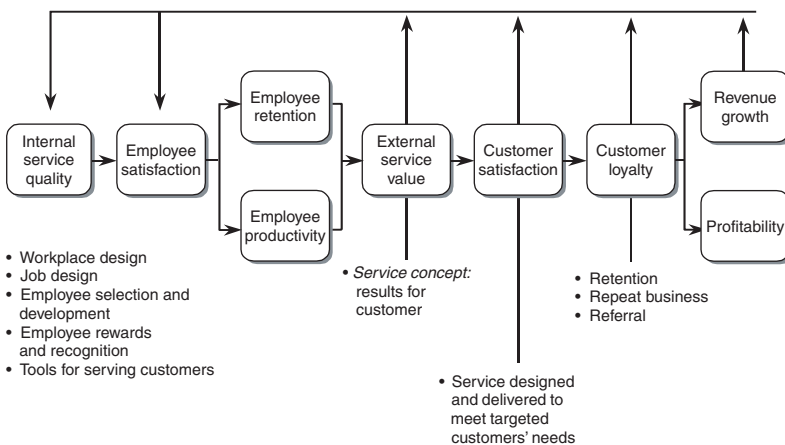 Internal
service
quality
Employee
satisfaction
Employee
retention
Employee
productivity
External
service
value
Customer
satisfaction
Customer
loyalty
Revenue
growth
Profitability
• Workplace design
• Job design
• Employee selection and
development
• Employee rewards
and recognition
• Tools for serving customers
• Service concept:
results for
customer
• Service designed
and delivered to
meet targeted
customers’ needs
• Retention
• Repeat business
• Referral